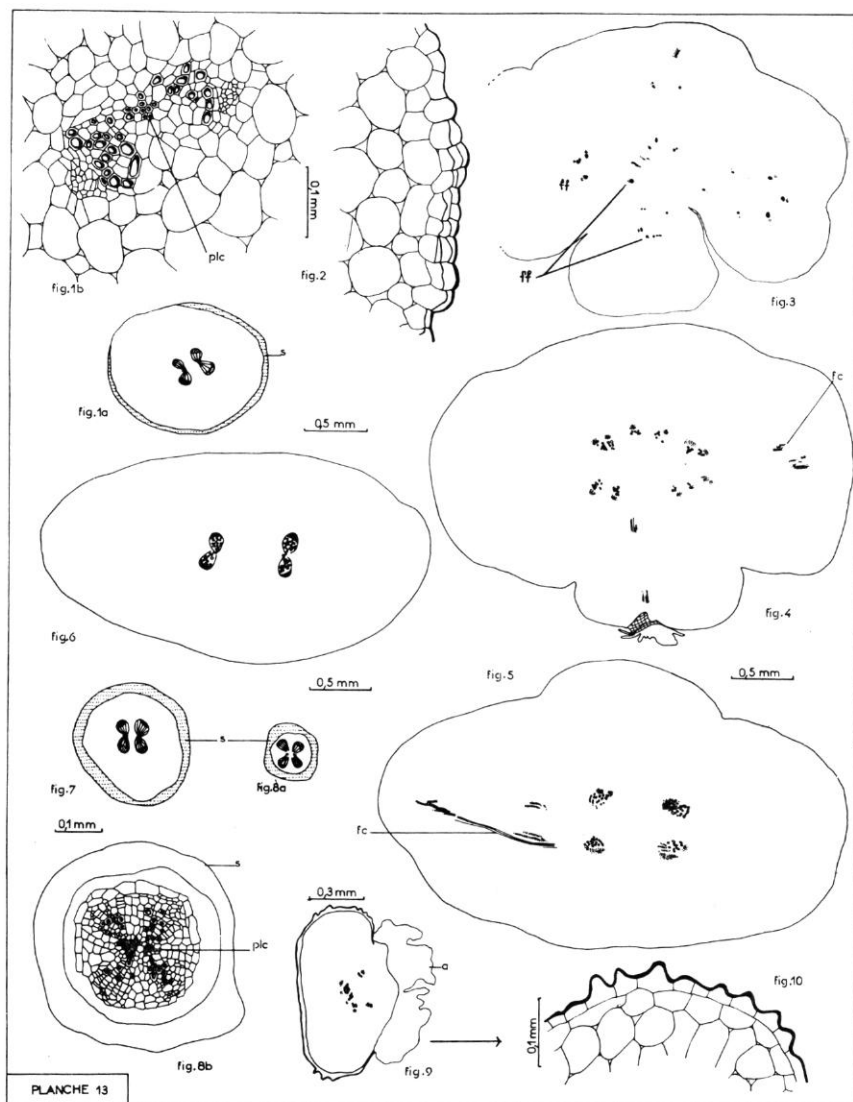 plc
0,1 mm
fig.1b
fig.2
ff
ff
fig.3
s
fig.1a
0,5 mm
fc
fig.4
fig.6
0,5 mm
fig.5
0,5 mm
s
fig.7
fig.8a
0,1 mm
fc
s
plc
0,3 mm
a
fig.10
0,1 mm
fig.8b
fig.9
PLANCHE 13